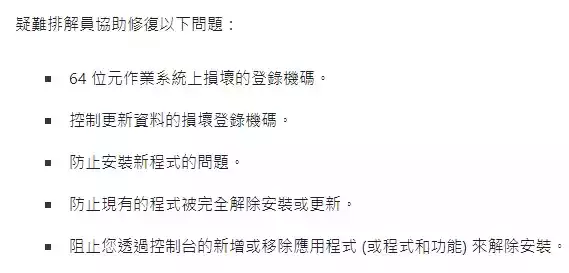 疑難排解員協助修復以下問題：
▪ 64 位元作業系統上損壞的登錄機碼。
▪ 控制更新資料的損壞登錄機碼。
▪ 防止安裝新程式的問題。
▪ 防止現有的程式被完全解除安裝或更新。
▪ 阻止您透過控制台的新增或移除應用程式 (或程式和功能) 來解除安裝。